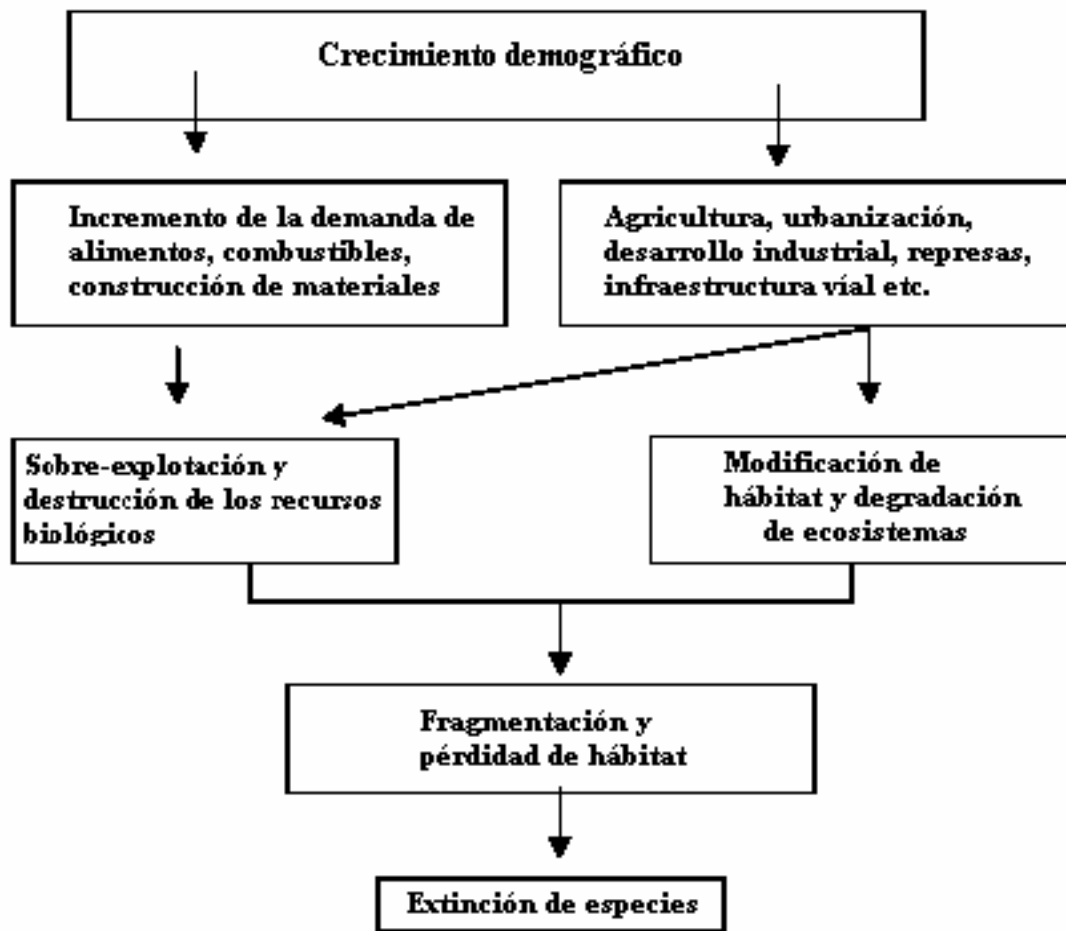 Crecimiento demográfico
Incremento de la demanda de
alimentos, combustibles,
construcción de materiales
Agricultura, urbanización,
desarrollo industrial, represas,
infraestructura víal etc.
Sobre-explotación y
destrucción de los recursos
biológicos
Modificación de
hábitat y degradación
de ecosistemas
Fragmentación y
pérdidad de hábitat
Extinción de especies